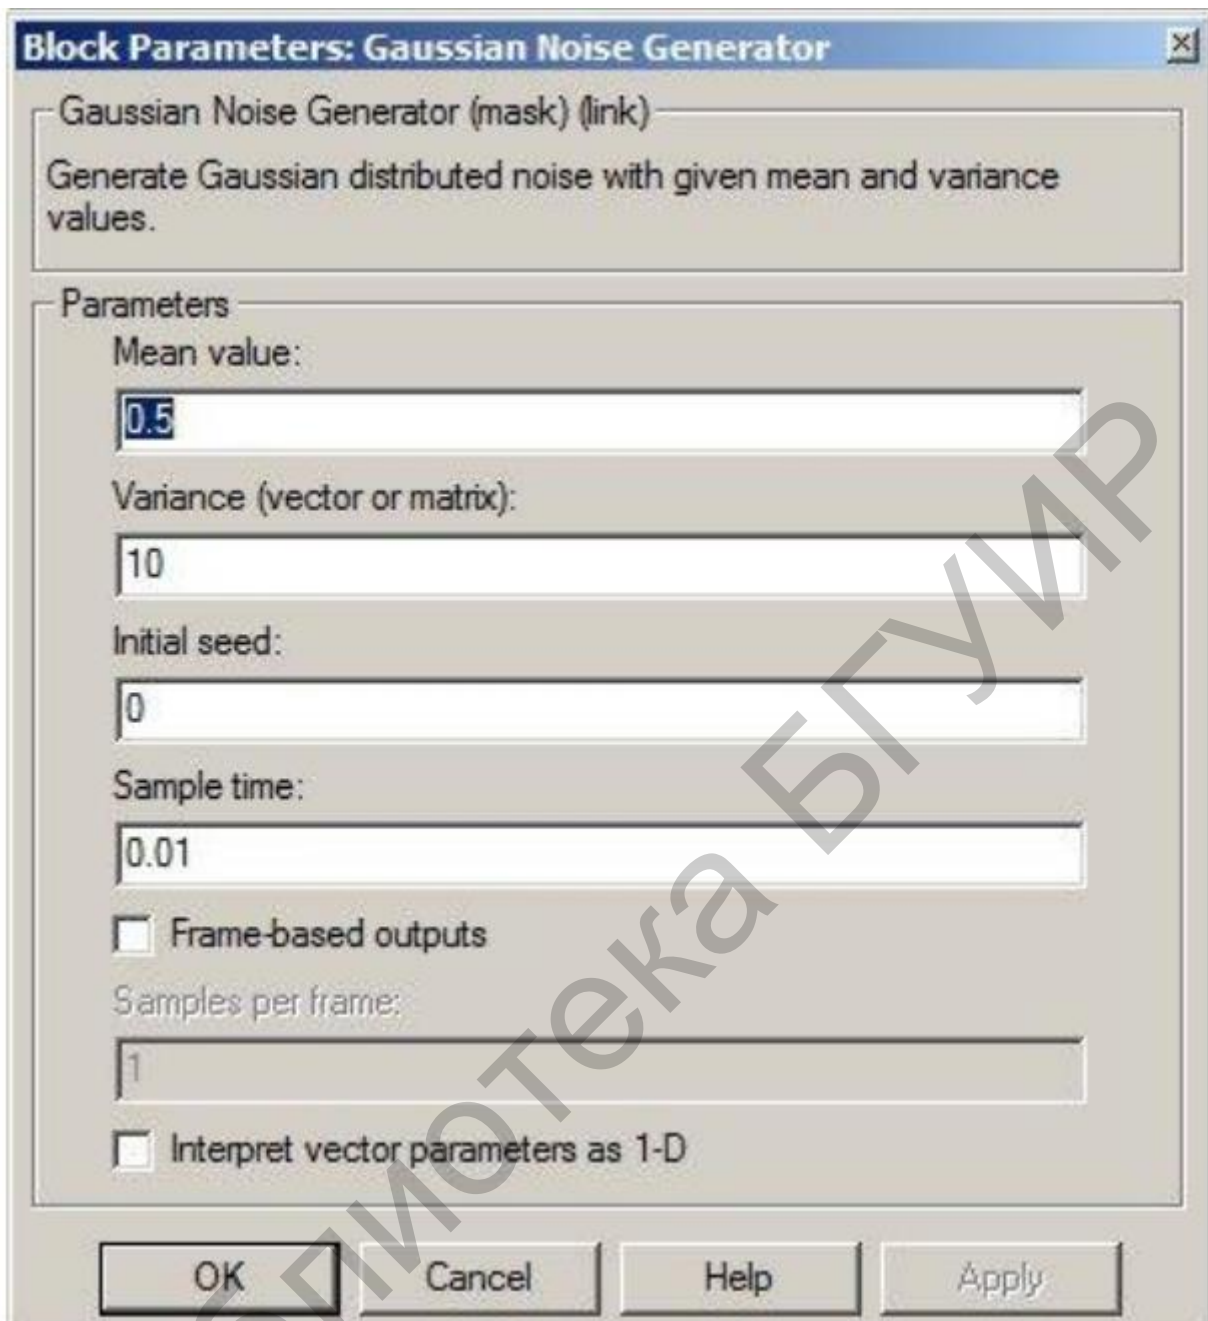 Block Parameters: Gaussian Noise Generator
Gaussian Noise Generator (mask) (link)
Generate Gaussian distributed noise with given mean and variance
values.
Parameters
Mean value:
0.5
Variance (vector or matrix):
10
Initial seed:
0
Sample time:
0.01
Frame-based outputs
Samples per frame:
1
Interpret vector parameters as 1-D
OK
Cancel
Help
Apply
БГУИР